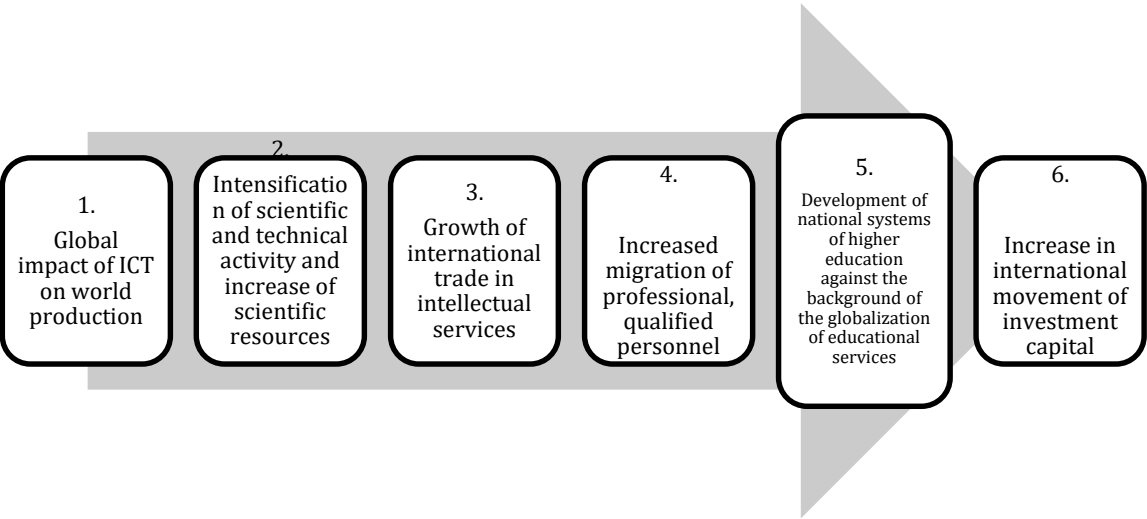 1.
Global
impact of ICT
on world
production
2.
Intensificatio
n of scientific
and technical
activity and
increase of
scientific
resources
3.
Growth of
international
trade in
intellectual
services
4.
Increased
migration of
professional,
qualified
personnel
5.
Development of
national systems
of higher
education
against the
background of
the globalization
of educational
services
6.
Increase in
international
movement of
investment
capital